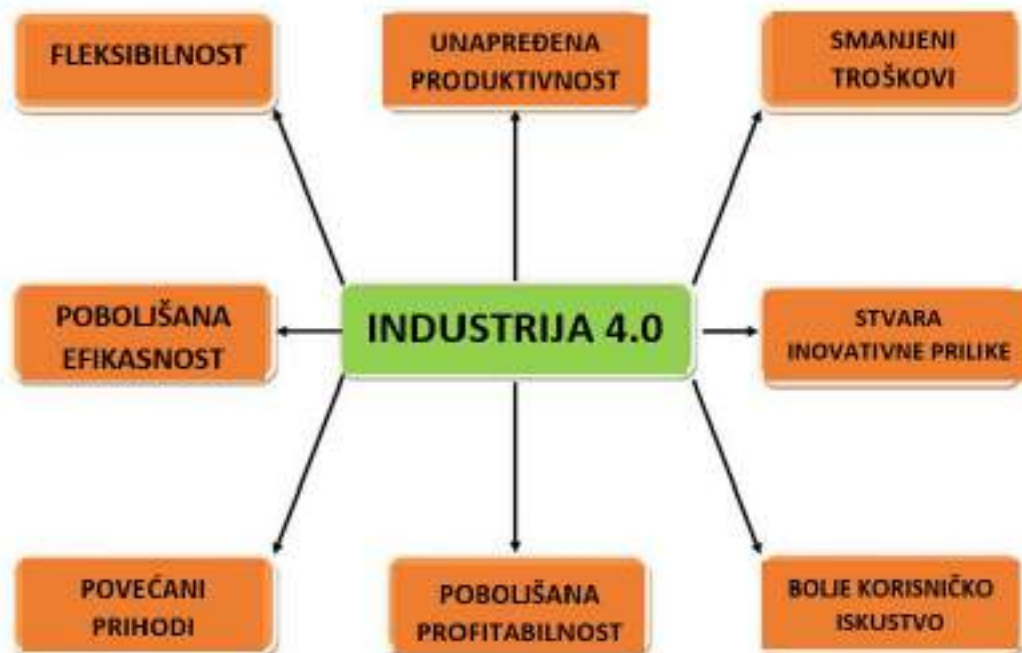 FLEKSIBILNOST
UNAPREĐENA
PRODUKTIVNOST
SMANJENI
TROŠKOVI
POBOLJŠANA
EFIKASNOST
INDUSTRIJA 4.0
STVARA
INOVATIVNE PRILIKE
POVEĆANI
PRIHODI
POBOLJŠANA
PROFITABILNOST
BOLJE KORISNIČKO
ISKUSTVO